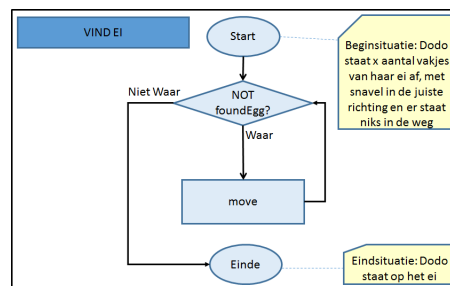 VIND EI
Start
Beginsituatie: Dodo
staat x aantal vakjes
van haar ei af, met
snavel in de juiste
richting en er staat
niks in de weg
Niet Waar
NOT
foundEgg?
Waar
move
Einde
Eindsituatie: Dodo
staat op het ei